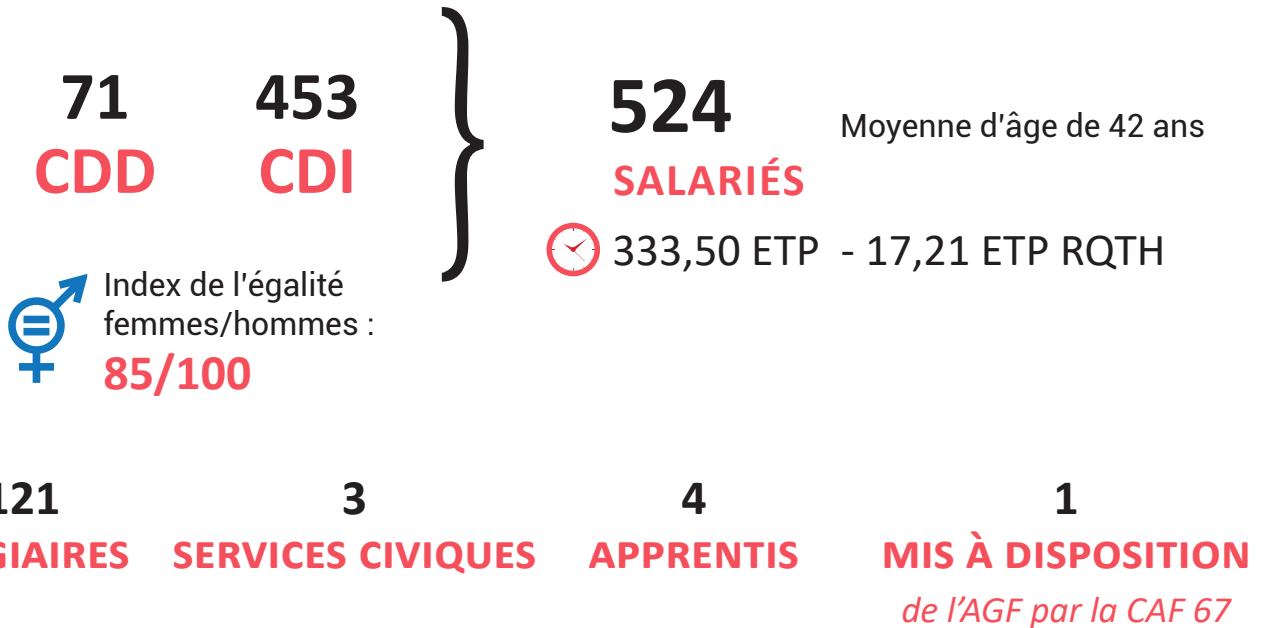 71
CDD
453
CDI
524
SALARIÉS
Moyenne d'âge de 42 ans
333,50 ETP - 17,21 ETP RQTH
Index de l'égalité
femmes/hommes :
85/100
121
GIAIRES
3
SERVICES CIVIQUES
4
APPRENTIS
1
MIS À DISPOSITION
de l’AGF par la CAF 67